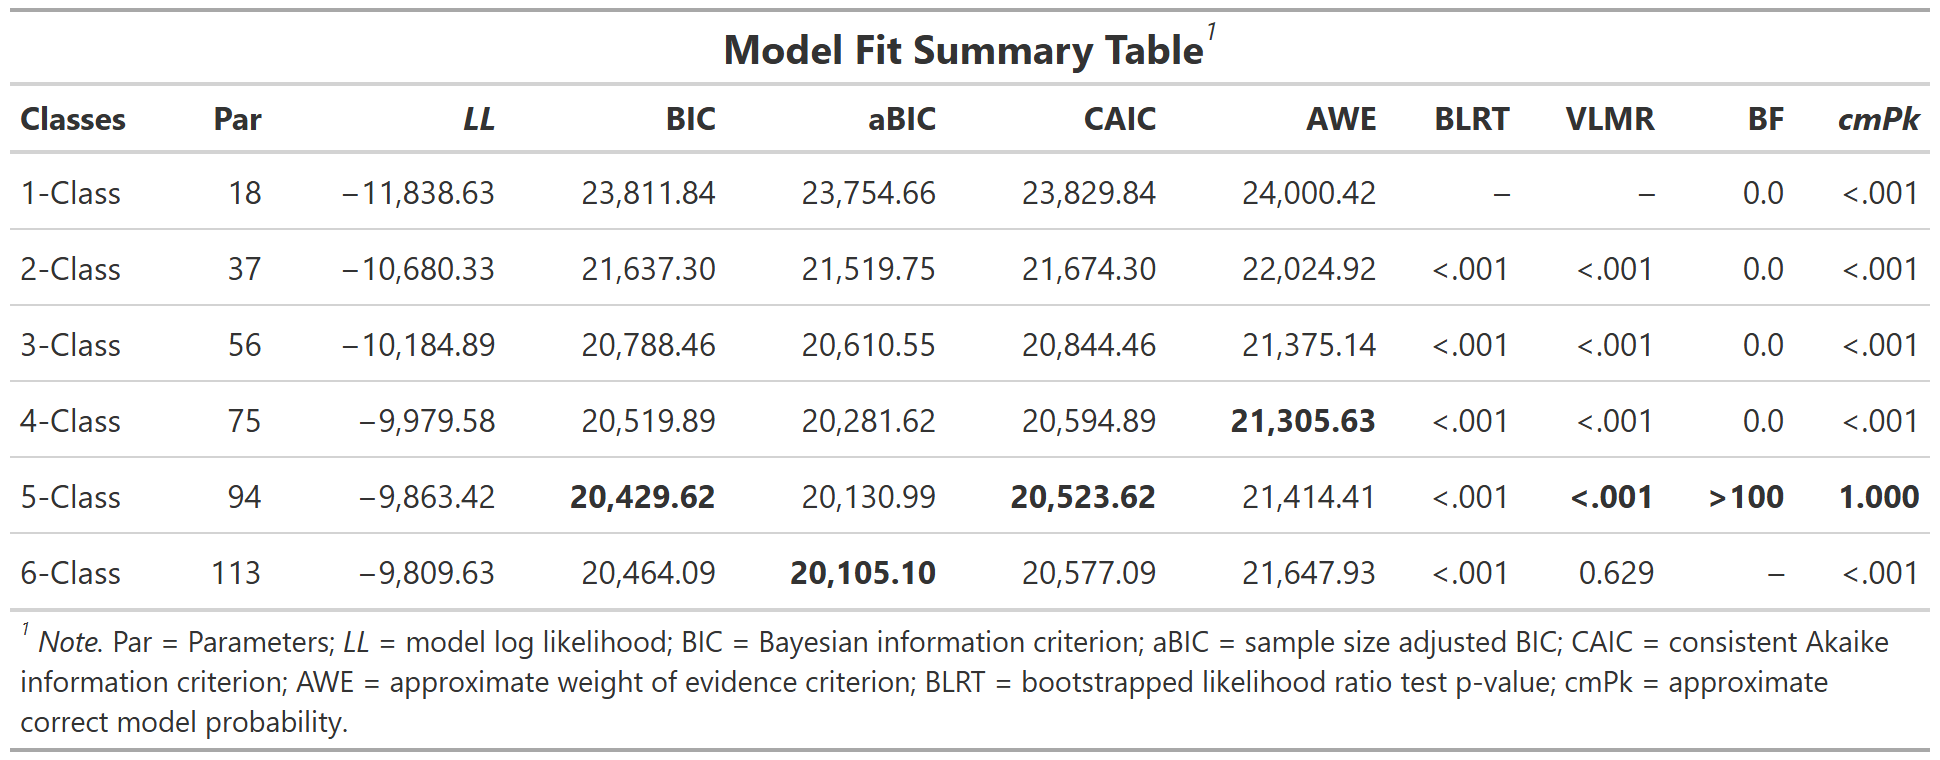 Model Fit Summary Table1
Classes Par LL BIC aBIC CAIC AWE BLRT VLMR BF cmPk
1-Class 18 −11,838.63 23,811.84 23,754.66 23,829.84 24,000.42 – – 0.0 <.001
2-Class 37 −10,680.33 21,637.30 21,519.75 21,674.30 22,024.92 <.001 <.001 0.0 <.001
3-Class 56 −10,184.89 20,788.46 20,610.55 20,844.46 21,375.14 <.001 <.001 0.0 <.001
4-Class 75 −9,979.58 20,519.89 20,281.62 20,594.89 21,305.63 <.001 <.001 0.0 <.001
5-Class 94 −9,863.42 20,429.62 20,130.99 20,523.62 21,414.41 <.001 <.001 >100 1.000
6-Class 113 −9,809.63 20,464.09 20,105.10 20,577.09 21,647.93 <.001 0.629 – <.001
1 Note. Par = Parameters; LL = model log likelihood; BIC = Bayesian information criterion; aBIC = sample size adjusted BIC; CAIC = consistent Akaike
information criterion; AWE = approximate weight of evidence criterion; BLRT = bootstrapped likelihood ratio test p-value; cmPk = approximate
correct model probability.